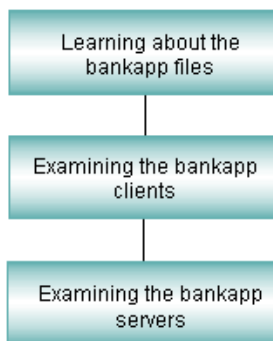 Learning about the
bankapp files
Examining the bankapp
clients
Examining the bankapp
servers